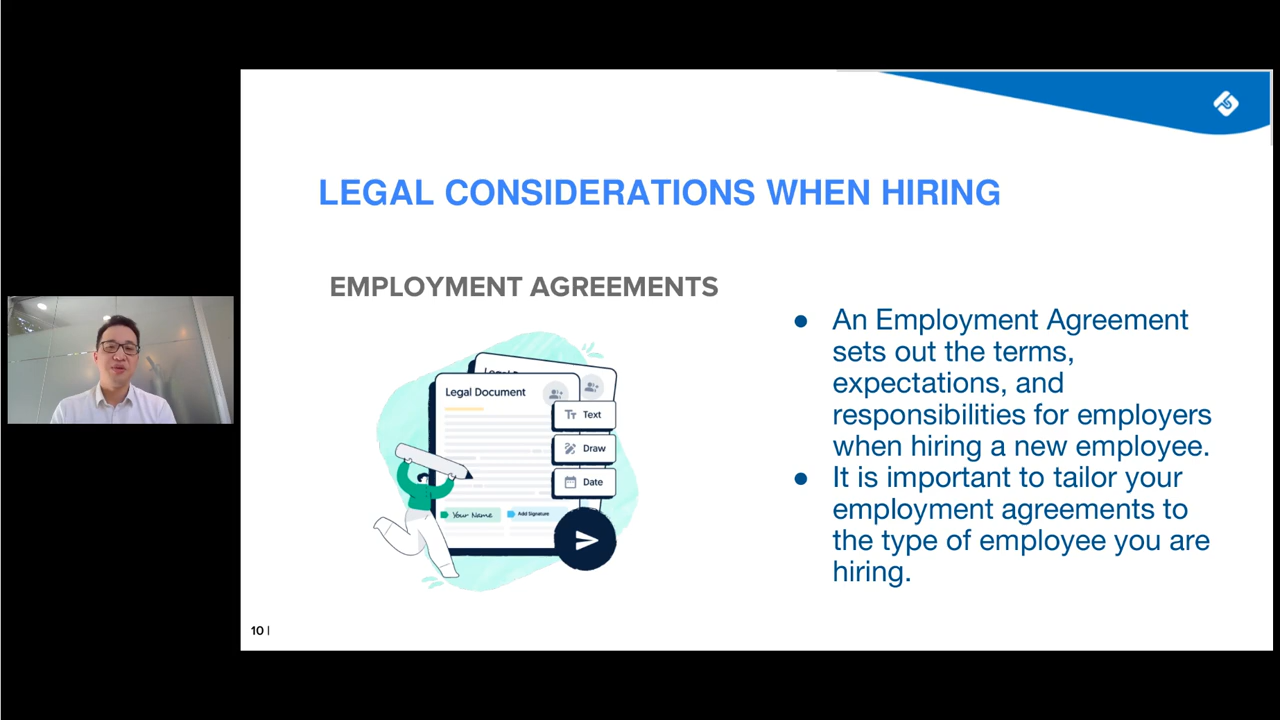 LEGAL CONSIDERATIONS WHEN HIRING
EMPLOYMENT AGREEMENTS
● An Employment Agreement
sets out the terms,
expectations, and
responsibilities for employers
when hiring a new employee.
● It is important to tailor your
employment agreements to
the type of employee you are
hiring.
Legal Document
Text
Draw
Date
Your Name
Add Signature
10 |